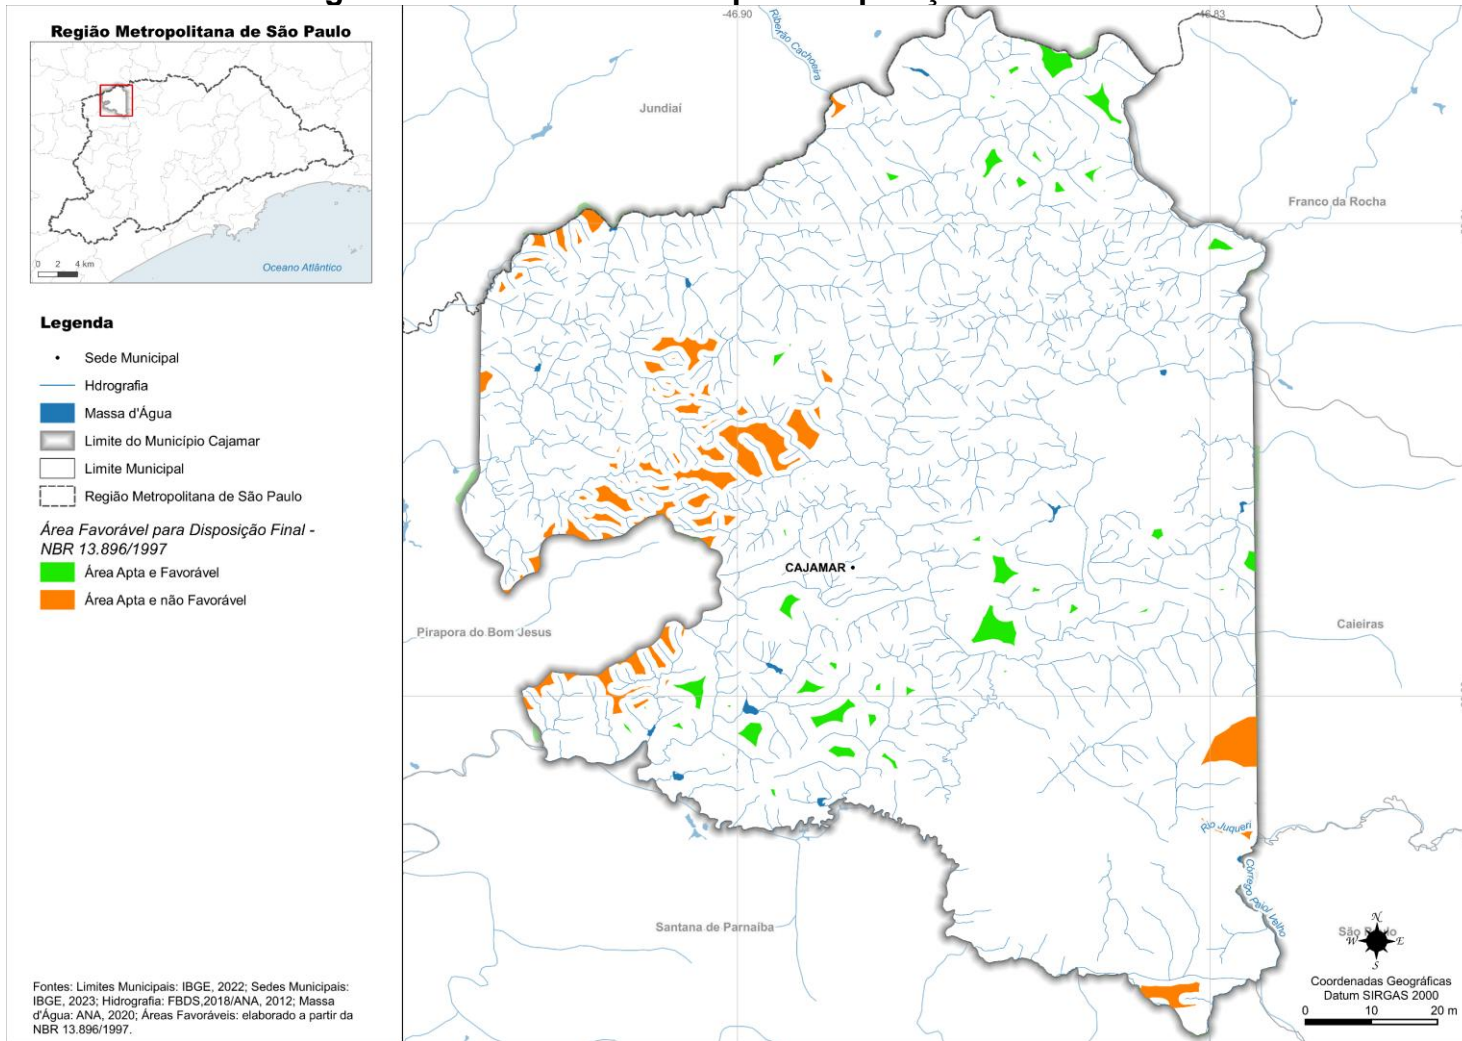 Região Metropolitana de São Paulo
0 2 4 km
Oceano Atlântico
Legenda
Sede Municipal
Hdrografia
Massa d'Água
Limite do Município Cajamar
Limite Municipal
Região Metropolitana de São Paulo
Área Favorável para Disposição Final -
NBR 13.896/1997
Área Apta e Favorável
Área Apta e não Favorável
Fontes: Limites Municipais: IBGE, 2022; Sedes Municipais:
IBGE, 2023; Hidrografia: FBDS,2018/ANA, 2012; Massa
d'Água: ANA, 2020; Áreas Favoráveis: elaborado a partir da
NBR 13.896/1997.
-46.90
-46.83
Ribeirão Cachoeira
Jundiaí
Franco da Rocha
CAJAMAR
Pirapora do Bom Jesus
Caieiras
Rio Juqueri
Córrego Paiol Velho
Santana de Parnaíba
São Paulo
N
W E
S
Coordenadas Geográficas
Datum SIRGAS 2000
0 10 20 m